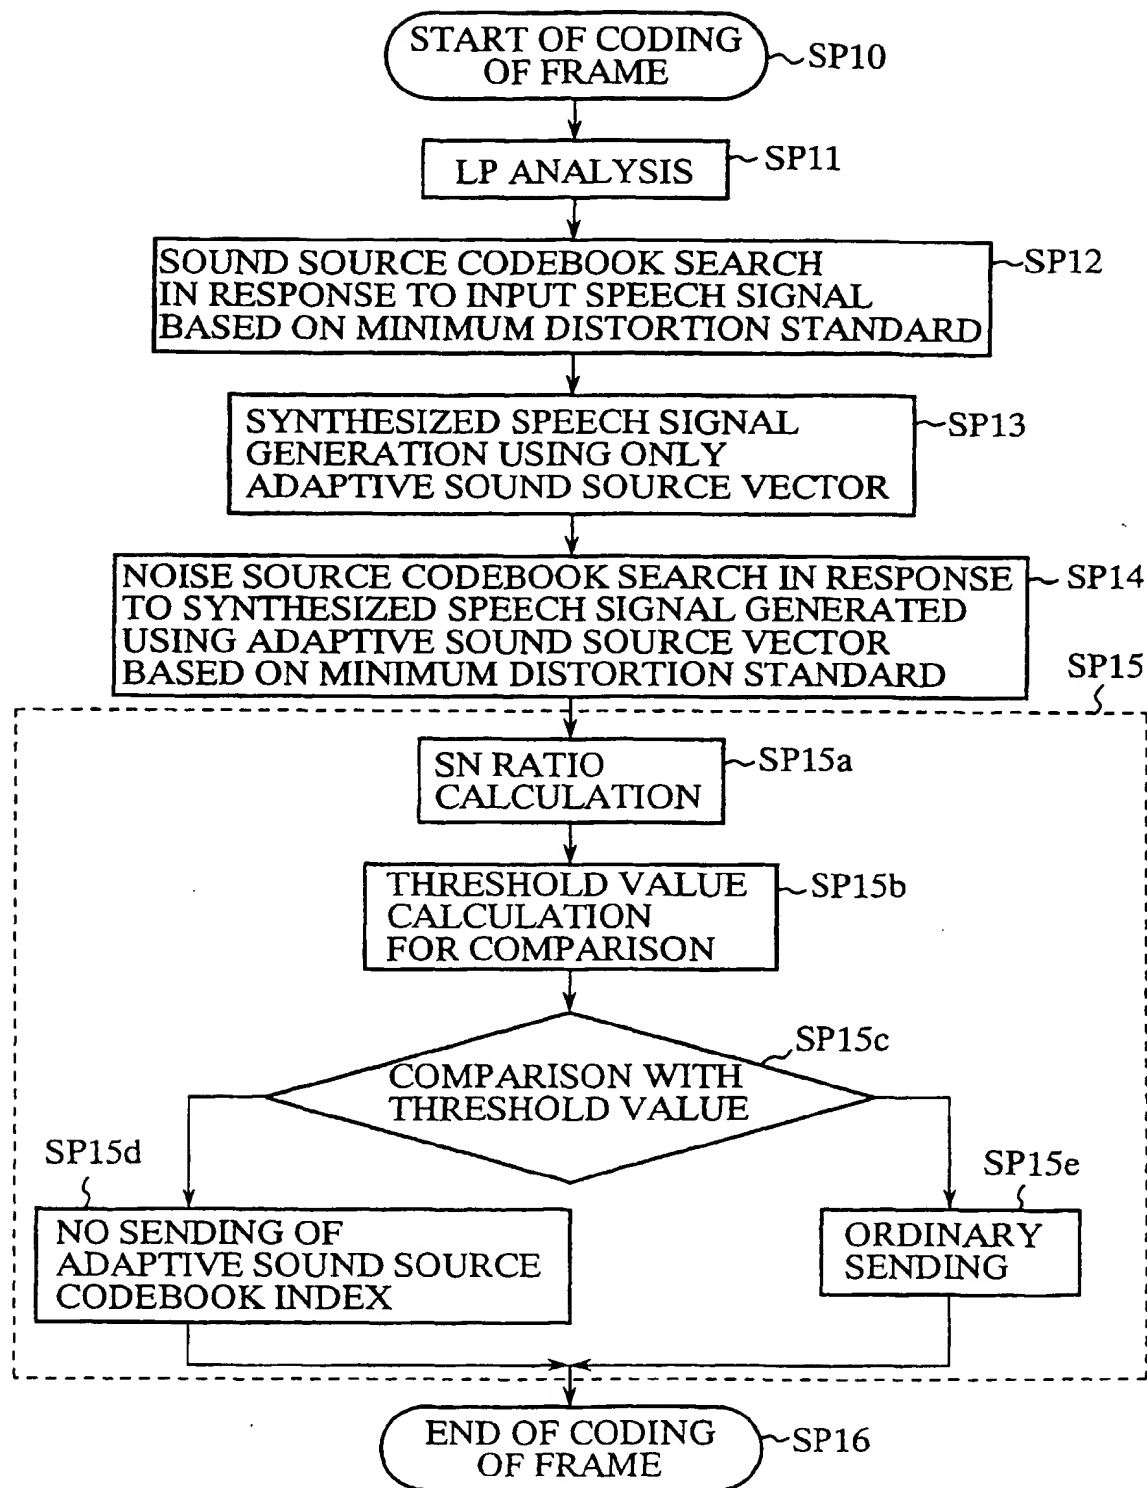 START OF CODING
OF FRAME
SP10
LP ANALYSIS
SP11
SOUND SOURCE CODEBOOK SEARCH
IN RESPONSE TO INPUT SPEECH SIGNAL
BASED ON MINIMUM DISTORTION STANDARD
SP12
SYNTHESIZED SPEECH SIGNAL
GENERATION USING ONLY
ADAPTIVE SOUND SOURCE VECTOR
SP13
NOISE SOURCE CODEBOOK SEARCH IN RESPONSE
TO SYNTHESIZED SPEECH SIGNAL GENERATED
USING ADAPTIVE SOUND SOURCE VECTOR
BASED ON MINIMUM DISTORTION STANDARD
SP14
SP15
SN RATIO
CALCULATION
SP15a
THRESHOLD VALUE
CALCULATION
FOR COMPARISON
SP15b
COMPARISON WITH
THRESHOLD VALUE
SP15c
SP15d
NO SENDING OF
ADAPTIVE SOUND SOURCE
CODEBOOK INDEX
SP15e
ORDINARY
SENDING
END OF CODING
OF FRAME
SP16